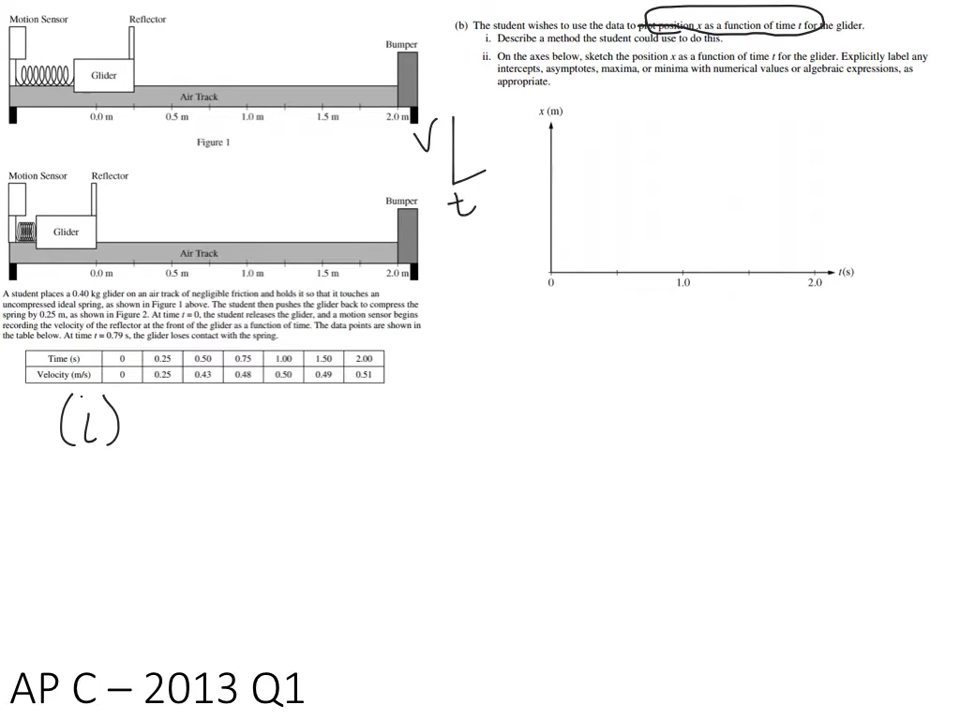 Motion Sensor Reflector
Bumper
Glider
Air Track
0.0 m 0.5 m 1.0 m 1.5 m 2.0 m
Figure 1
Motion Sensor Reflector
Bumper
Glider
Air Track
0.0 m 0.5 m 1.0 m 1.5 m 2.0 m
A student places a 0.40 kg glider on an air track of negligible friction and holds it so that it touches an
uncompressed ideal spring, as shown in Figure 1 above. The student then pushes the glider back to compress the
spring by 0.25 m, as shown in Figure 2. At time t = 0, the student releases the glider, and a motion sensor begins
recording the velocity of the reflector at the front of the glider as a function of time. The data points are shown in
the table below. At time t = 0.79 s, the glider loses contact with the spring.
Time (s) 0 0.25 0.50 0.75 1.00 1.50 2.00
Velocity (m/s) 0 0.25 0.43 0.48 0.50 0.49 0.51
(i)
V
t
(b) The student wishes to use the data to plot position x as a function of time t for the glider.
i. Describe a method the student could use to do this.
ii. On the axes below, sketch the position x as a function of time t for the glider. Explicitly label any
intercepts, asymptotes, maxima, or minima with numerical values or algebraic expressions, as
appropriate.
x (m)
t(s)
0 1.0 2.0
AP C – 2013 Q1